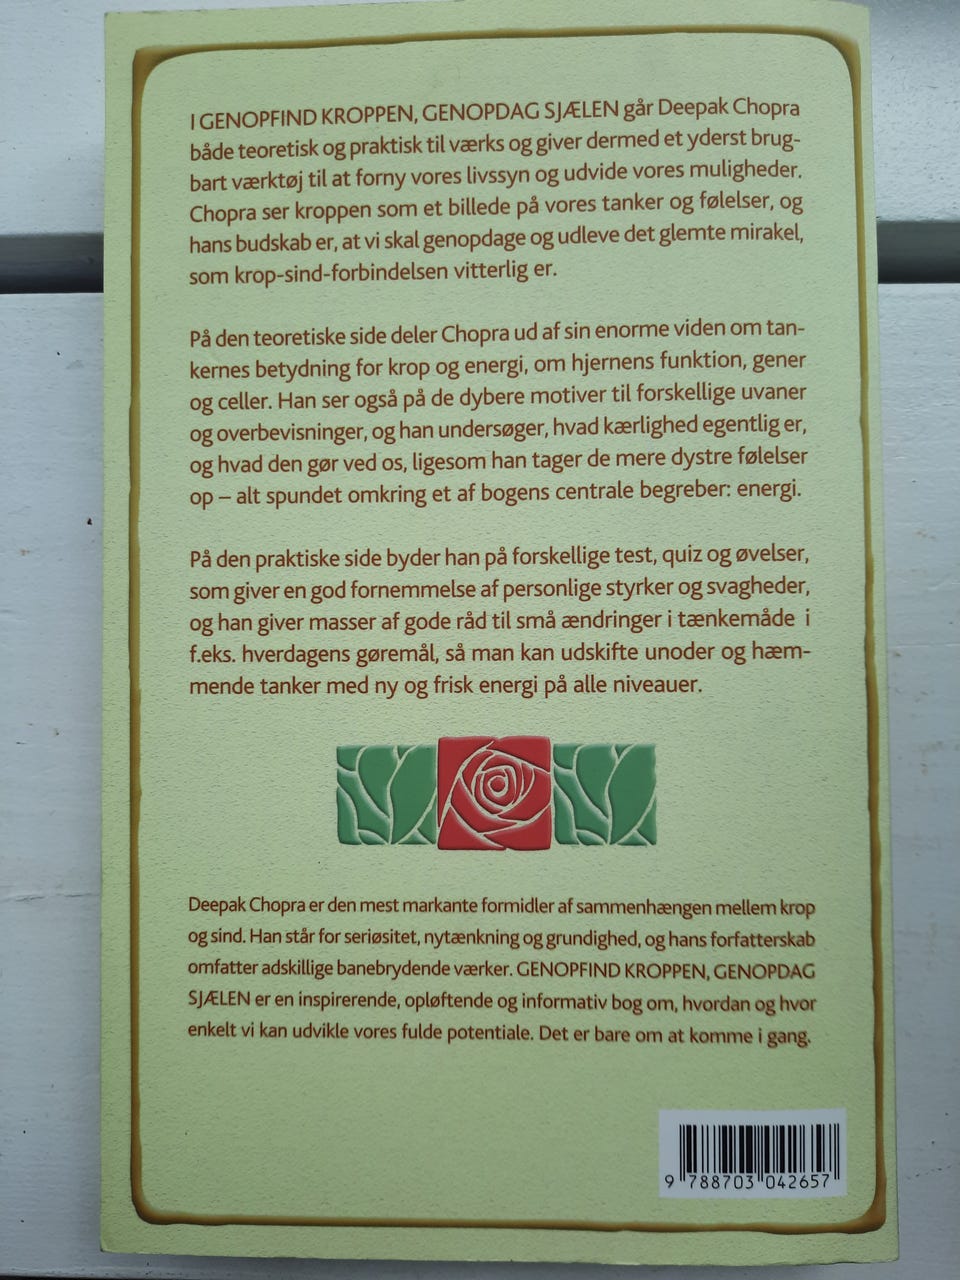 I GENOPFIND KROPPEN, GENOPDAG SJÆLEN går Deepak Chopra
både teoretisk og praktisk til værks og giver dermed et yderst brug-
bart værktøj til at forny vores livssyn og udvide vores muligheder.
Chopra ser kroppen som et billede på vores tanker og følelser, og
hans budskab er, at vi skal genopdage og udleve det glemte mirakel,
som krop-sind-forbindelsen vitterlig er.
På den teoretiske side deler Chopra ud af sin enorme viden om tan-
kernes betydning for krop og energi, om hjernens funktion, gener
og celler. Han ser også på de dybere motiver til forskellige uvaner
og overbevisninger, og han undersøger, hvad kærlighed egentlig er,
og hvad den gør ved os, ligesom han tager de mere dystre følelser
op – alt spundet omkring et af bogens centrale begreber: energi.
På den praktiske side byder han på forskellige test, quiz og øvelser,
som giver en god fornemmelse af personlige styrker og svagheder,
og han giver masser af gode råd til små ændringer i tænkemåde i
f.eks. hverdagens gøremål, så man kan udskifte unoder og hæm-
mende tanker med ny og frisk energi på alle niveauer.
Deepak Chopra er den mest markante formidler af sammenhængen mellem krop
og sind. Han står for seriøsitet, nytænkning og grundighed, og hans forfatterskab
omfatter adskillige banebrydende værker. GENOPFIND KROPPEN, GENOPDAG
SJÆLEN er en inspirerende, opløftende og informativ bog om, hvordan og hvor
enkelt vi kan udvikle vores fulde potentiale. Det er bare om at komme i gang.
9 788703 042657